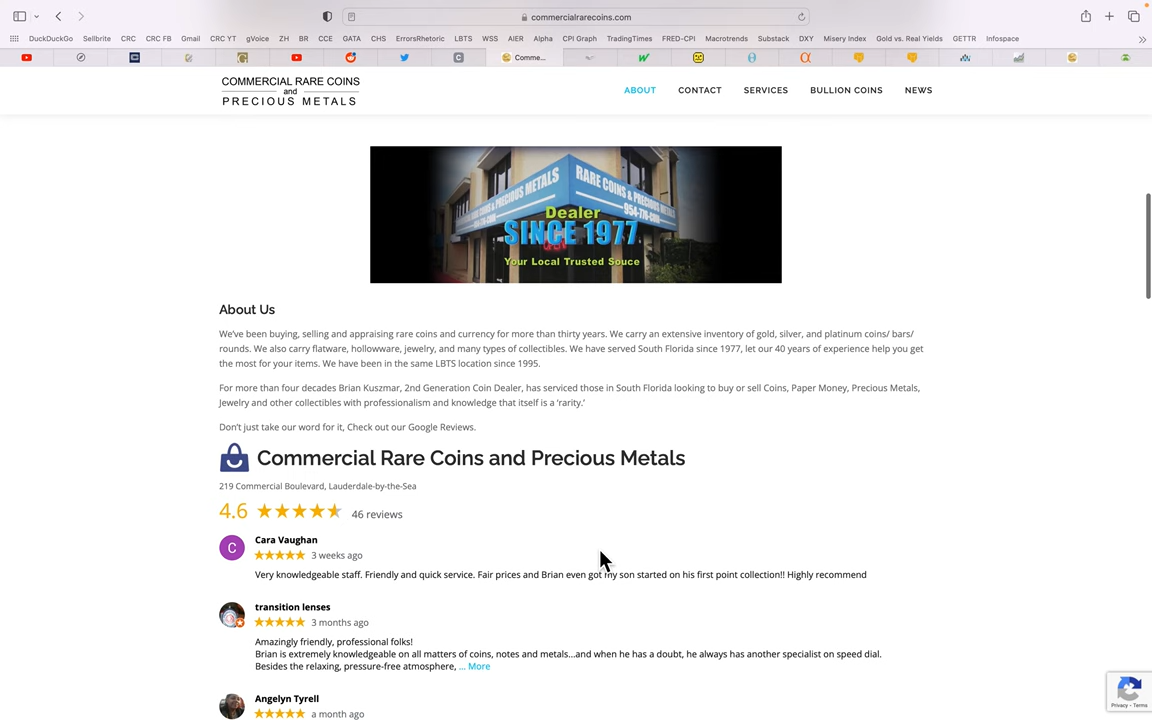 commercialrarecoins.com
DuckDuckGo Sellbrite CRC CRC FB Gmail CRC YT gVoice ZH BR CCE GATA CHS ErrorsRhetoric LBTS WSS AIER Alpha CPI Graph TradingTimes FRED-CPI Macrotrends Substack DXY Misery Index Gold vs. Real Yields GETTR Infospace
Comme...
COMMERCIAL RARE COINS
and
PRECIOUS METALS
ABOUT CONTACT SERVICES BULLION COINS NEWS
RARE COINS & PRECIOUS METALS
Dealer
SINCE 1977
Your Local Trusted Souce
About Us
We've been buying, selling and appraising rare coins and currency for more than thirty years. We carry an extensive inventory of gold, silver, and platinum coins/ bars/
rounds. We also carry flatware, hollowware, jewelry, and many types of collectibles. We have served South Florida since 1977, let our 40 years of experience help you get
the most for your items. We have been in the same LBTS location since 1995.
For more than four decades Brian Kuszmar, 2nd Generation Coin Dealer, has serviced those in South Florida looking to buy or sell Coins, Paper Money, Precious Metals,
Jewelry and other collectibles with professionalism and knowledge that itself is a 'rarity.'
Don't just take our word for it, Check out our Google Reviews.
Commercial Rare Coins and Precious Metals
219 Commercial Boulevard, Lauderdale-by-the-Sea
4.6 46 reviews
C
Cara Vaughan
3 weeks ago
Very knowledgeable staff. Friendly and quick service. Fair prices and Brian even got my son started on his first point collection!! Highly recommend
transition lenses
3 months ago
Amazingly friendly, professional folks!
Brian is extremely knowledgeable on all matters of coins, notes and metals...and when he has a doubt, he always has another specialist on speed dial.
Besides the relaxing, pressure-free atmosphere, ... More
Angelyn Tyrell
a month ago
Privacy - Terms